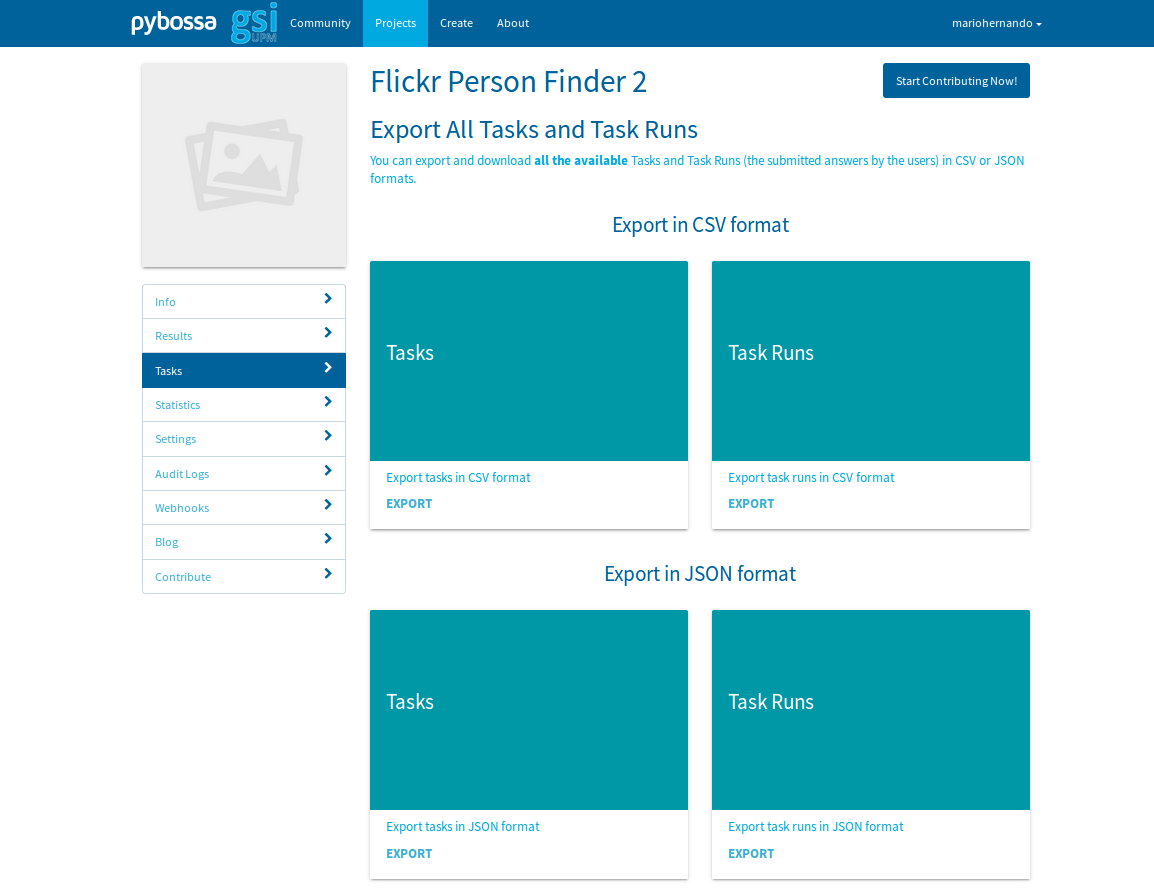 pybossa gsi UPM Community Projects Create About mariohernando
Flickr Person Finder 2
Start Contributing Now!
Export All Tasks and Task Runs
You can export and download all the available Tasks and Task Runs (the submitted answers by the users) in CSV or JSON
formats.
Info
Results
Tasks
Statistics
Settings
Audit Logs
Webhooks
Blog
Contribute
Export in CSV format
Tasks
Export tasks in CSV format
EXPORT
Task Runs
Export task runs in CSV format
EXPORT
Export in JSON format
Tasks
Export tasks in JSON format
EXPORT
Task Runs
Export task runs in JSON format
EXPORT